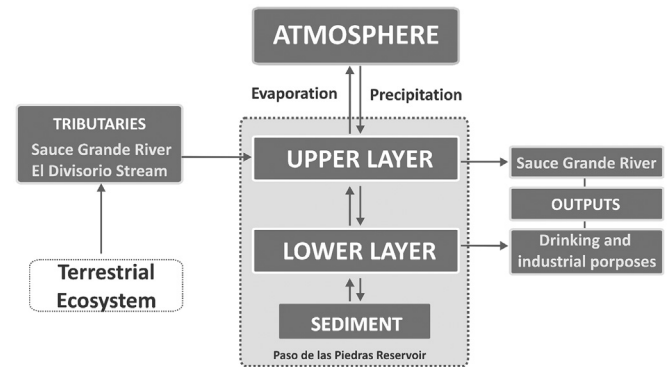 ATMOSPHERE
Evaporation
Precipitation
TRIBUTARIES
Sauce Grande River
El Divisorio Stream
UPPER LAYER
Sauce Grande River
OUTPUTS
LOWER LAYER
Drinking and
industrial porposes
Terrestrial
Ecosystem
SEDIMENT
Paso de las Piedras Reservoir